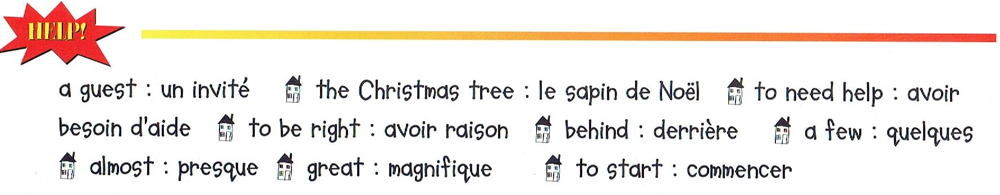 HELP!
a guest : un invité the Christmas tree : le sapin de Noël to need help : avoir
besoin d'aide to be right : avoir raison behind : derrière a few : quelques
almost : presque great : magnifique to start : commencer